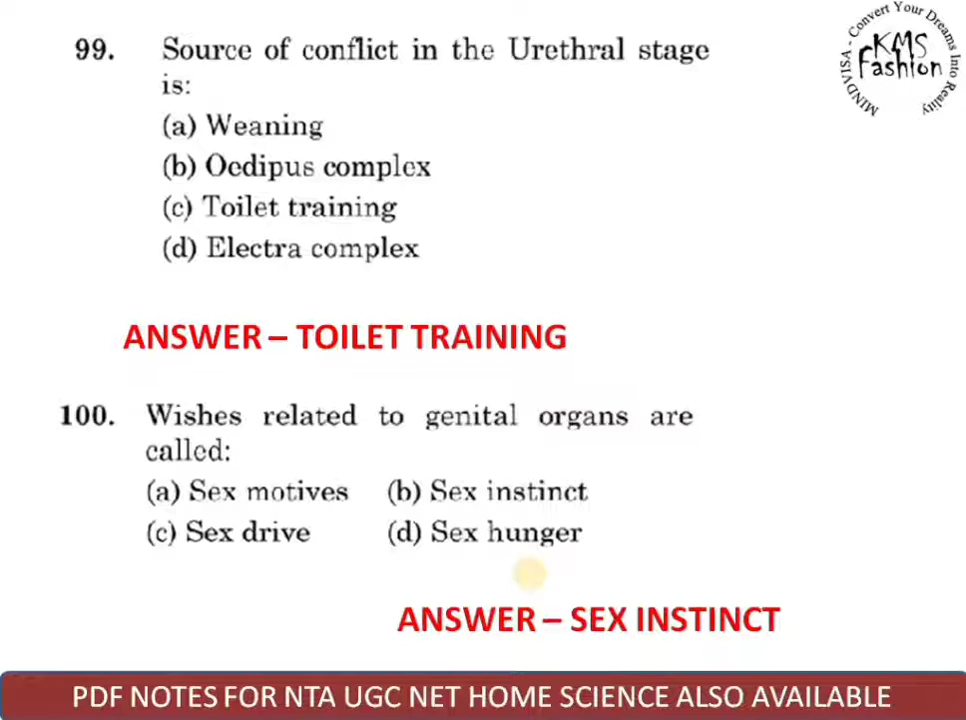 99. Source of conflict in the Urethral stage
is:
(a) Weaning
(b) Oedipus complex
(c) Toilet training
(d) Electra complex
ANSWER – TOILET TRAINING
100. Wishes related to genital organs are
called:
(a) Sex motives (b) Sex instinct
(c) Sex drive (d) Sex hunger
ANSWER – SEX INSTINCT
PDF NOTES FOR NTA UGC NET HOME SCIENCE ALSO AVAILABLE
MINDVISA - Convert Your Dreams Into Reality
KMS
Fashion